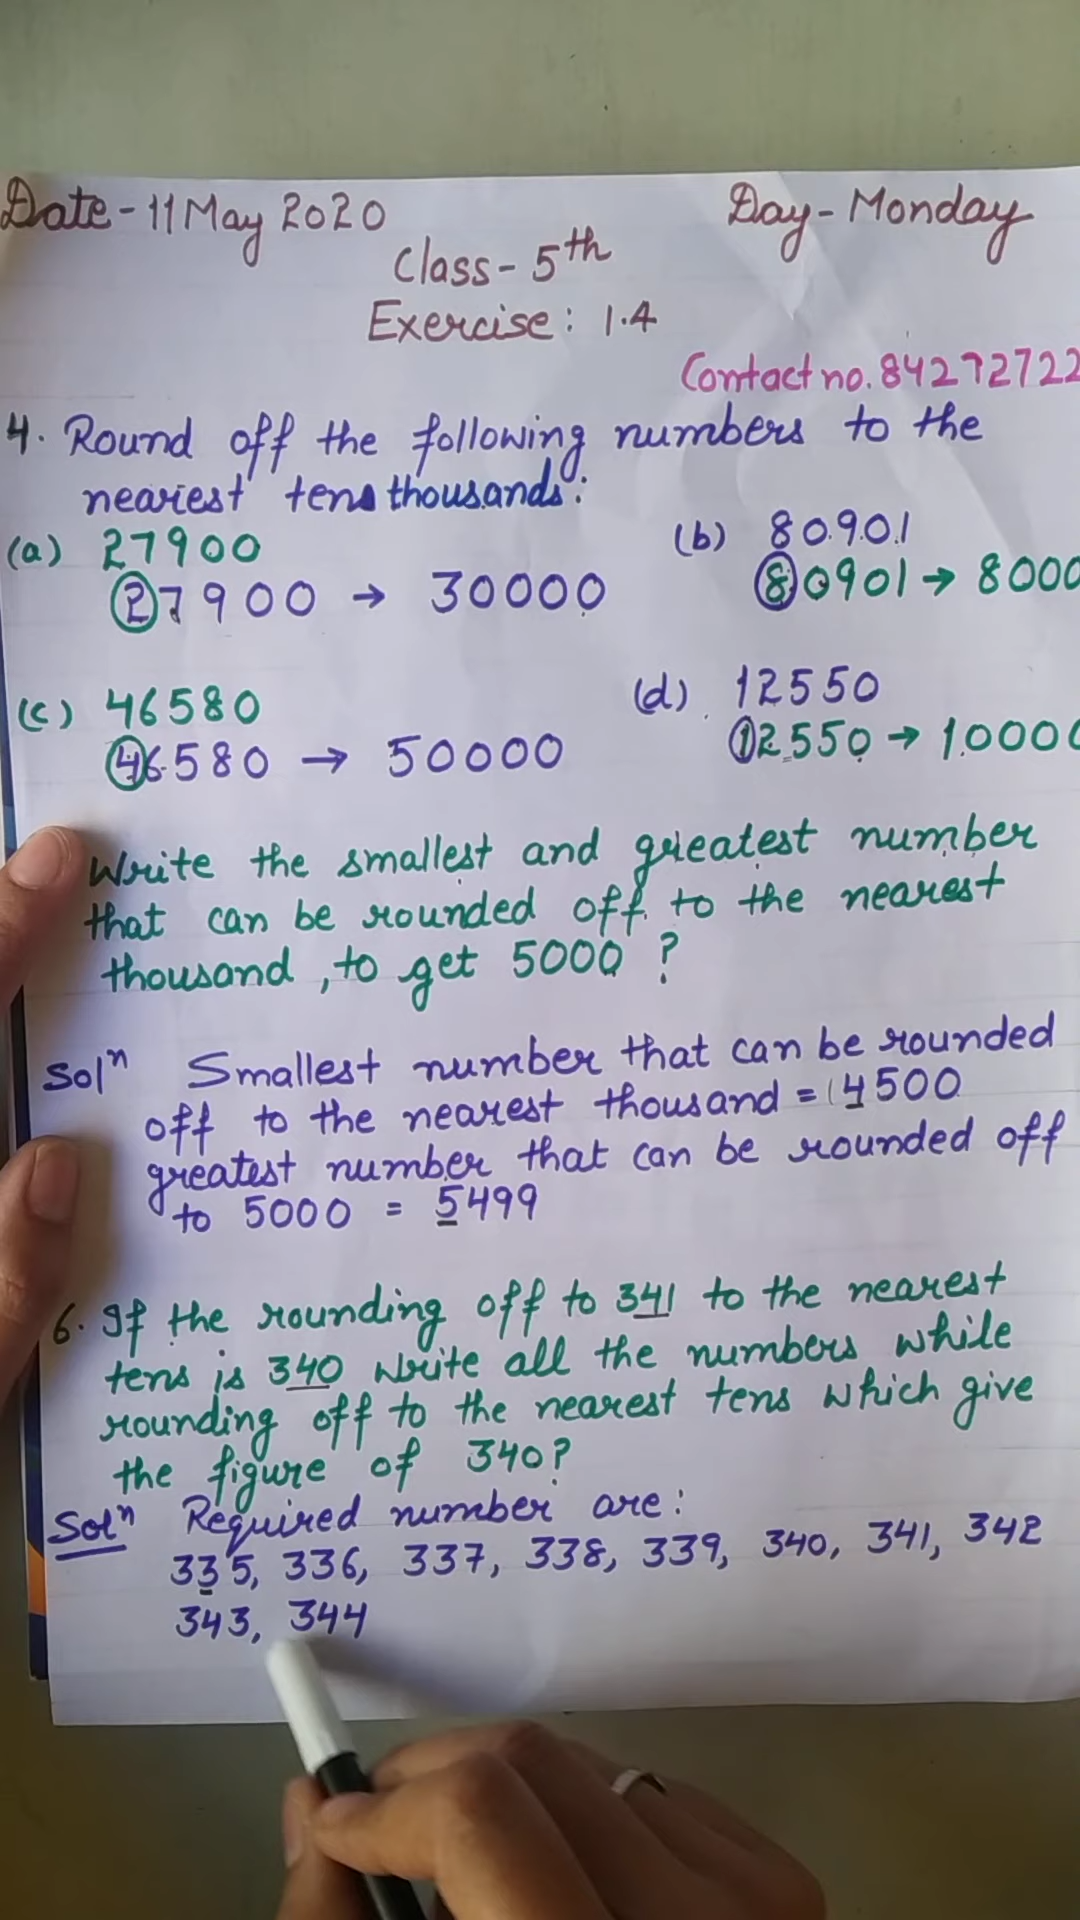 Date - 11 May 2020 Day - Monday
Class - 5th
Exercise : 1.4
Contact no. 84272722
4. Round off the following numbers to the
nearest tens thousands :
(a) 27900 (b) 80901
27900 → 30000 80901 → 8000
(c) 46580 (d) 12550
46580 → 50000 12550 → 10000
Write the smallest and greatest number
that can be rounded off to the nearest
thousand, to get 5000 ?
Solⁿ Smallest number that can be rounded
off to the nearest thousand = 4500
greatest number that can be rounded off
to 5000 = 5499
6. If the rounding off to 341 to the nearest
tens is 340 write all the numbers while
rounding off to the nearest tens which give
the figure of 340?
Solⁿ Required number are :
335, 336, 337, 338, 339, 340, 341, 342
343, 344